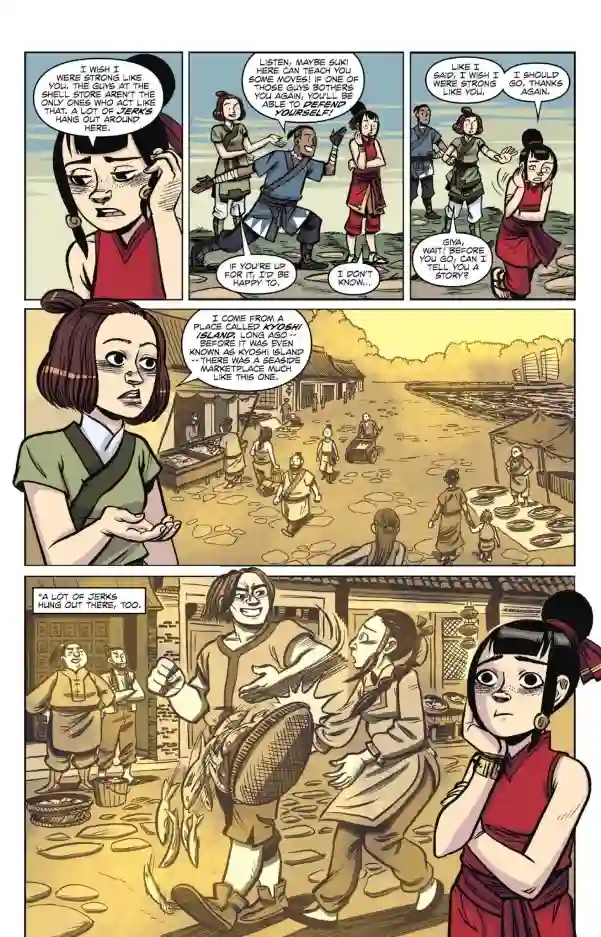 I WISH I
WERE STRONG LIKE
YOU. THE GUYS AT THE
SHELL STORE AREN'T THE
ONLY ONES WHO ACT LIKE
THAT. A LOT OF JERKS
HANG OUT AROUND
HERE.
LISTEN, MAYBE SUKI
HERE CAN TEACH YOU
SOME MOVES! IF ONE OF
THOSE GUYS BOTHERS
YOU AGAIN, YOU'LL BE
ABLE TO DEFEND
YOURSELF!
IF YOU'RE UP
FOR IT, I'D BE
HAPPY TO.
I DON'T
KNOW...
LIKE I
SAID, I WISH I
WERE STRONG
LIKE YOU.
I SHOULD
GO, THANKS
AGAIN.
GIYA,
WAIT! BEFORE
YOU GO, CAN I
TELL YOU A
STORY?
I COME FROM A
PLACE CALLED KYOSHI
ISLAND. LONG AGO --
BEFORE IT WAS EVEN
KNOWN AS KYOSHI ISLAND
-- THERE WAS A SEASIDE
MARKETPLACE MUCH
LIKE THIS ONE.
"A LOT OF JERKS
HUNG OUT THERE, TOO.